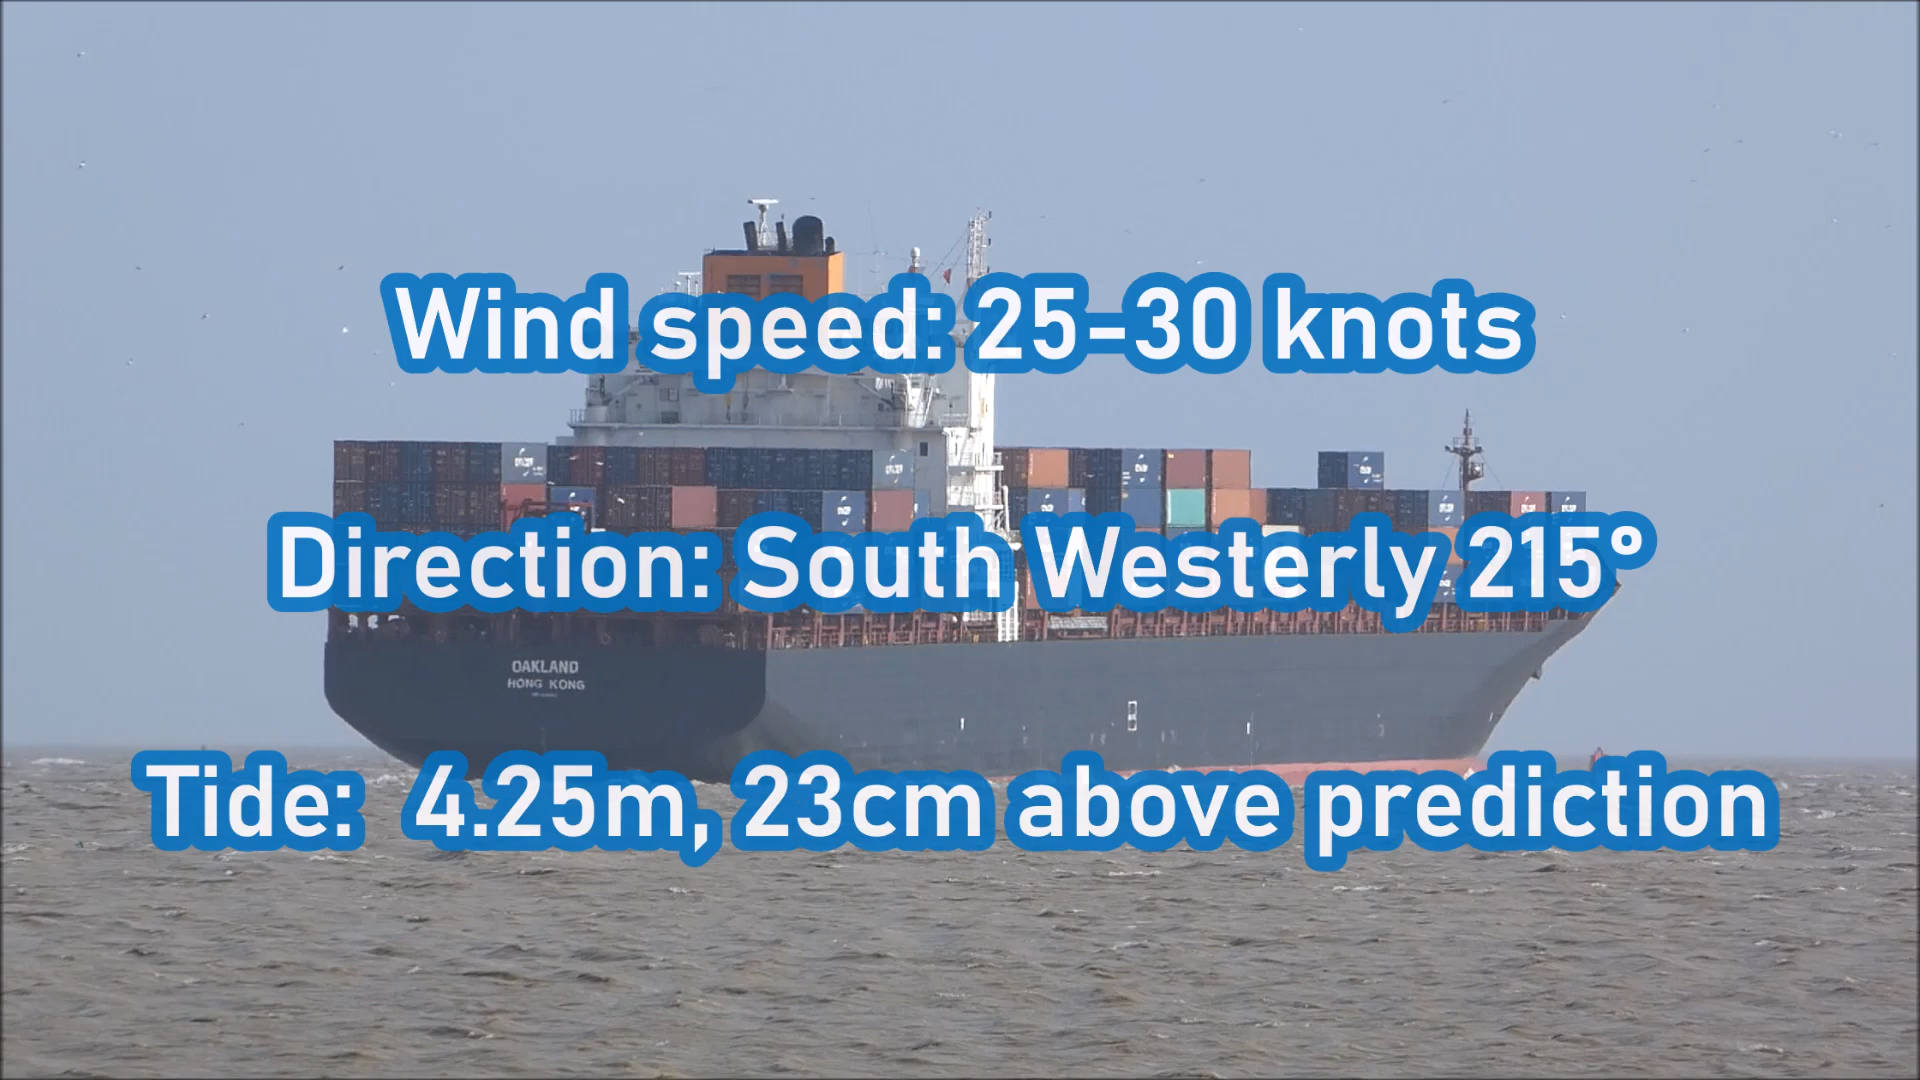 Wind speed: 25-30 knots
Direction: South Westerly 215°
Tide: 4.25m, 23cm above prediction
OAKLAND
HONG KONG